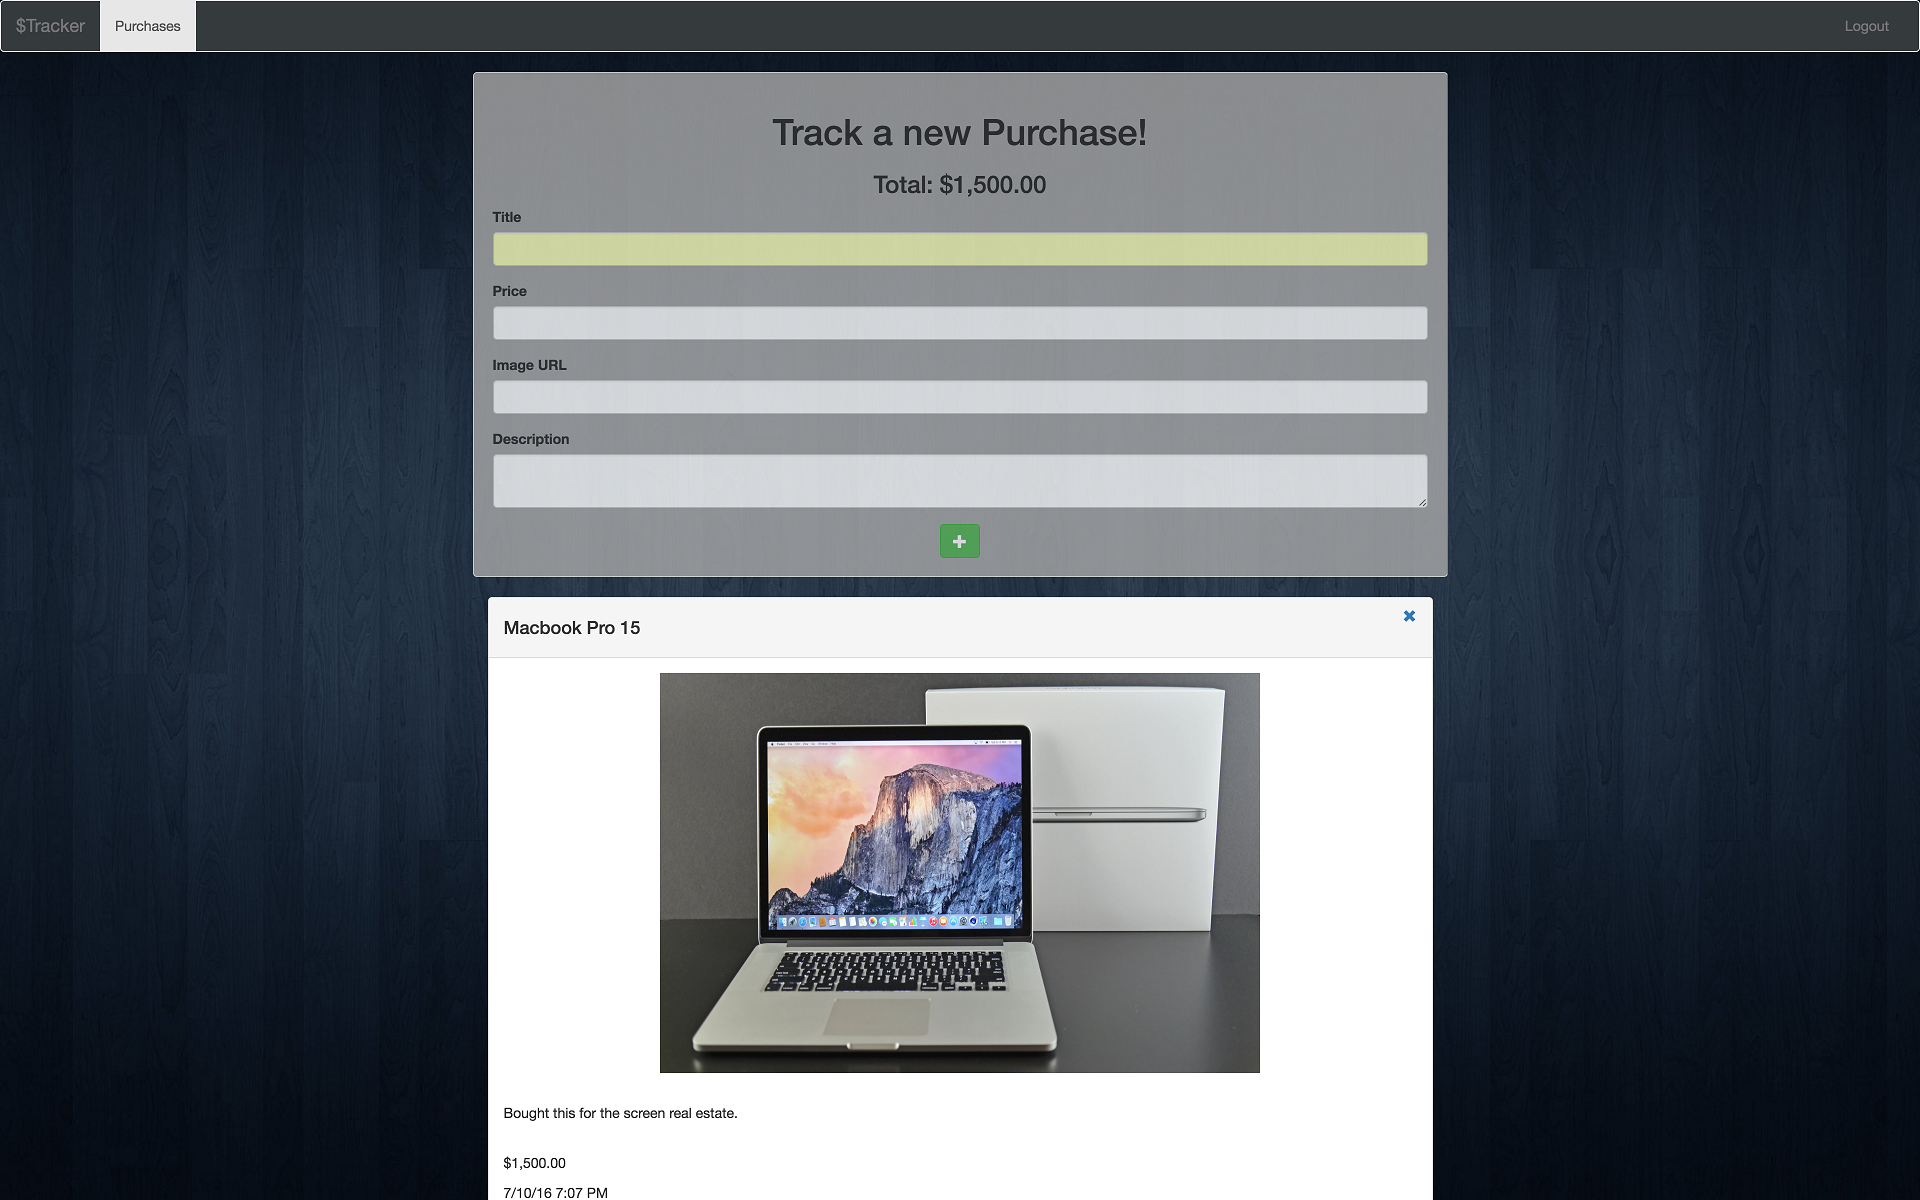 $Tracker
Purchases
Logout
Track a new Purchase!
Total: $1,500.00
Title
Price
Image URL
Description
Macbook Pro 15
Bought this for the screen real estate.
$1,500.00
7/10/16 7:07 PM